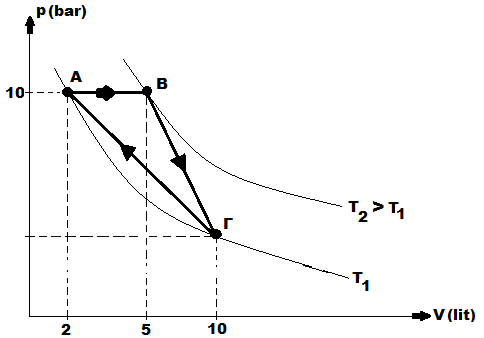 p (bar)
A
B
10
Γ
T₂ > T₁
T₁
2
5
10
V (lit)